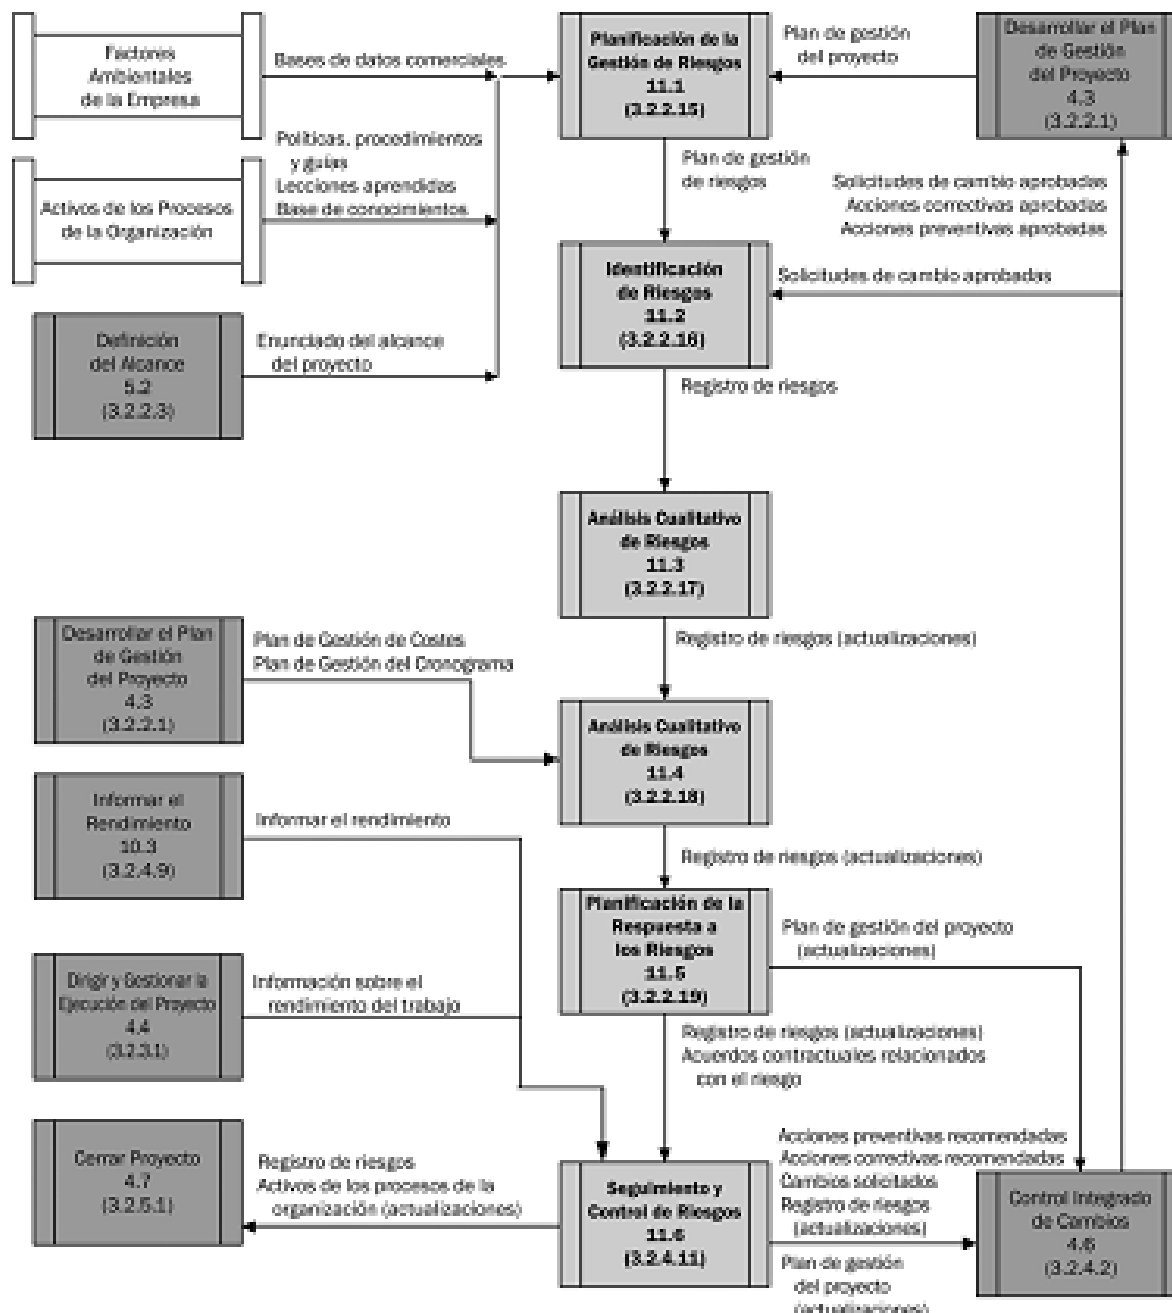 Factores
Ambientales
de la Empresa
Bases de datos comerciales
Planificación de la
Gestión de Riesgos
11.1
(3.2.2.15)
Plan de gestión
del proyecto
Desarrollar el Plan
de Gestión
del Proyecto
4.3
(3.2.2.1)
Políticas, procedimientos
y guías
Lecciones aprendidas
Base de conocimientos
Activos de los Procesos
de la Organización
Plan de gestión
de riesgos
Solicitudes de cambio aprobadas
Acciones correctivas aprobadas
Acciones preventivas aprobadas
Identificación
de Riesgos
11.2
(3.2.2.16)
Solicitudes de cambio aprobadas
Definición
del Alcance
5.2
(3.2.2.3)
Enunciado del alcance
del proyecto
Registro de riesgos
Análisis Cualitativo
de Riesgos
11.3
(3.2.2.17)
Registro de riesgos (actualizaciones)
Desarrollar el Plan
de Gestión
del Proyecto
4.3
(3.2.2.1)
Plan de Gestión de Costes
Plan de Gestión del Cronograma
Análisis Cualitativo
de Riesgos
11.4
(3.2.2.18)
Informar el
Rendimiento
10.3
(3.2.4.9)
Informar el rendimiento
Registro de riesgos (actualizaciones)
Planificación de la
Respuesta a
los Riesgos
11.5
(3.2.2.19)
Plan de gestión del proyecto
(actualizaciones)
Dirigir y Gestionar la
Ejecución del Proyecto
4.4
(3.2.3.1)
Información sobre el
rendimiento del trabajo
Registro de riesgos (actualizaciones)
Acuerdos contractuales relacionados
con el riesgo
Cerrar Proyecto
4.7
(3.2.5.1)
Registro de riesgos
Activos de los procesos de la
organización (actualizaciones)
Seguimiento y
Control de Riesgos
11.6
(3.2.4.11)
Acciones preventivas recomendadas
Acciones correctivas recomendadas
Cambios solicitados
Registro de riesgos
(actualizaciones)
Plan de gestión
del proyecto
(actualizaciones)
Control Integrado
de Cambios
4.6
(3.2.4.2)